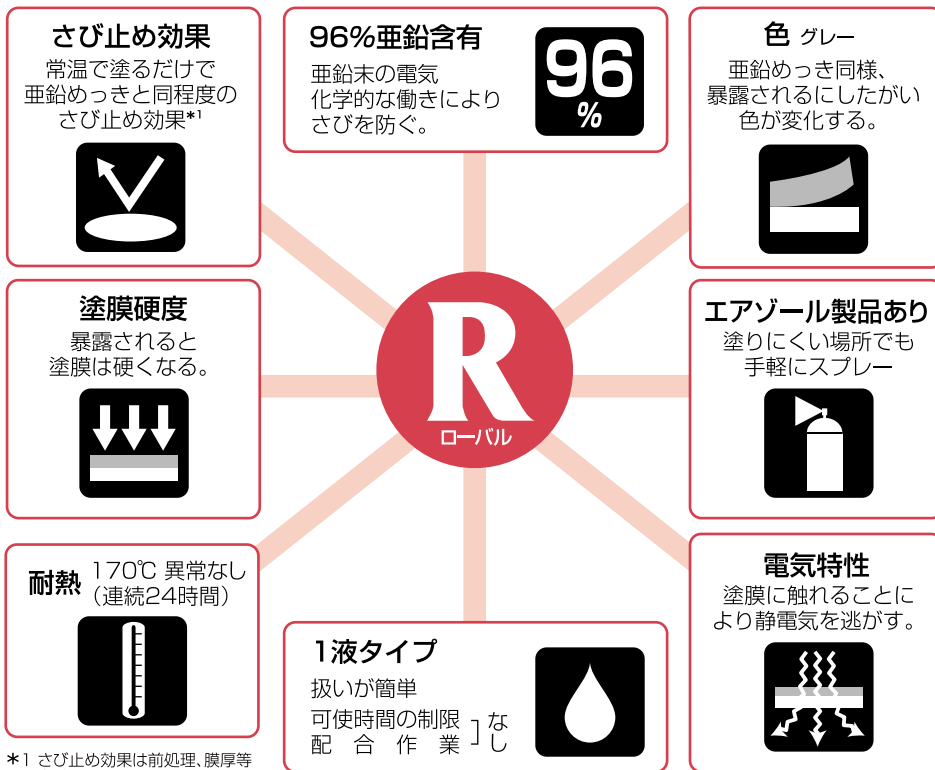 さび止め効果
常温で塗るだけで
亜鉛めっきと同程度の
さび止め効果*1
96%亜鉛含有
亜鉛末の電気
化学的な働きにより
さびを防ぐ。
96
%
色 グレー
亜鉛めっき同様、
暴露されるにしたがい
色が変化する。
塗膜硬度
暴露されると
塗膜は硬くなる。
R
ローバル
エアゾール製品あり
塗りにくい場所でも
手軽にスプレー
耐熱 170℃ 異常なし
（連続24時間）
1液タイプ
扱いが簡単
可使時間の制限
配合作業
なし
電気特性
塗膜に触れることに
より静電気を逃がす。
*1 さび止め効果は前処理、膜厚等